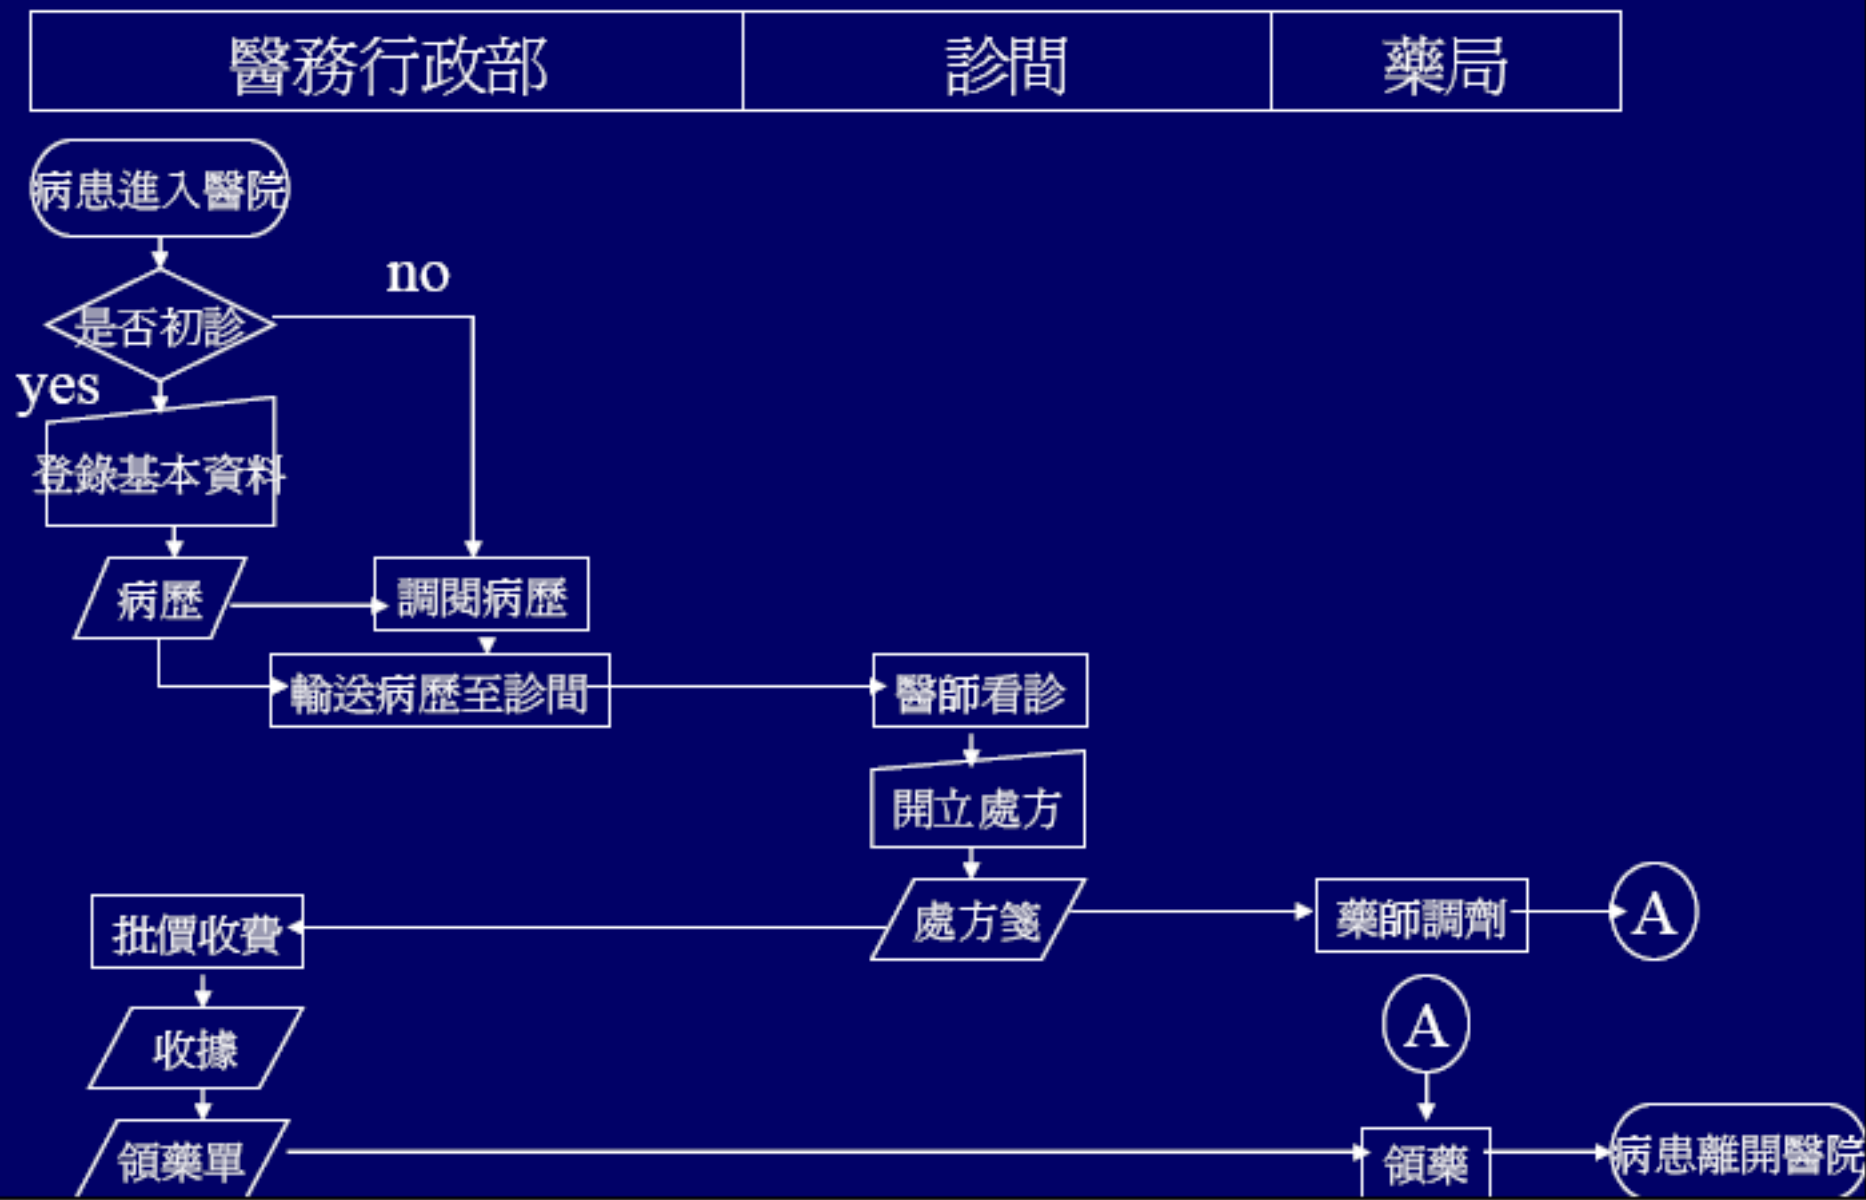 醫務行政部 診間 藥局
病患進入醫院
no
是否初診
yes
登錄基本資料
病歷
調閱病歷
輸送病歷至診間
醫師看診
開立處方
批價收費
處方箋
藥師調劑
A
A
收據
領藥單
領藥
病患離開醫院